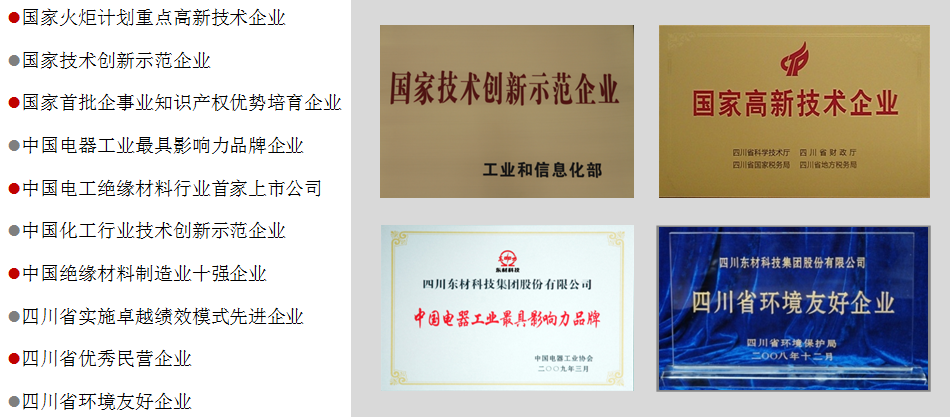 国家火炬计划重点高新技术企业
国家技术创新示范企业
国家首批企事业知识产权优势培育企业
中国电器工业最具影响力品牌企业
中国电工绝缘材料行业首家上市公司
中国化工行业技术创新示范企业
中国绝缘材料制造业十强企业
四川省实施卓越绩效模式先进企业
四川省优秀民营企业
四川省环境友好企业
国家技术创新示范企业
工业和信息化部
国家高新技术企业
四川省科学技术厅 四川省财政厅
四川省国家税务局 四川省地方税务局
东材科技
四川东材科技集团股份有限公司
中国电器工业最具影响力品牌
中国电器工业协会
二〇〇九年三月
四川东材科技集团股份有限公司
四川省环境友好企业
四川省环境保护局
二〇〇八年十二月